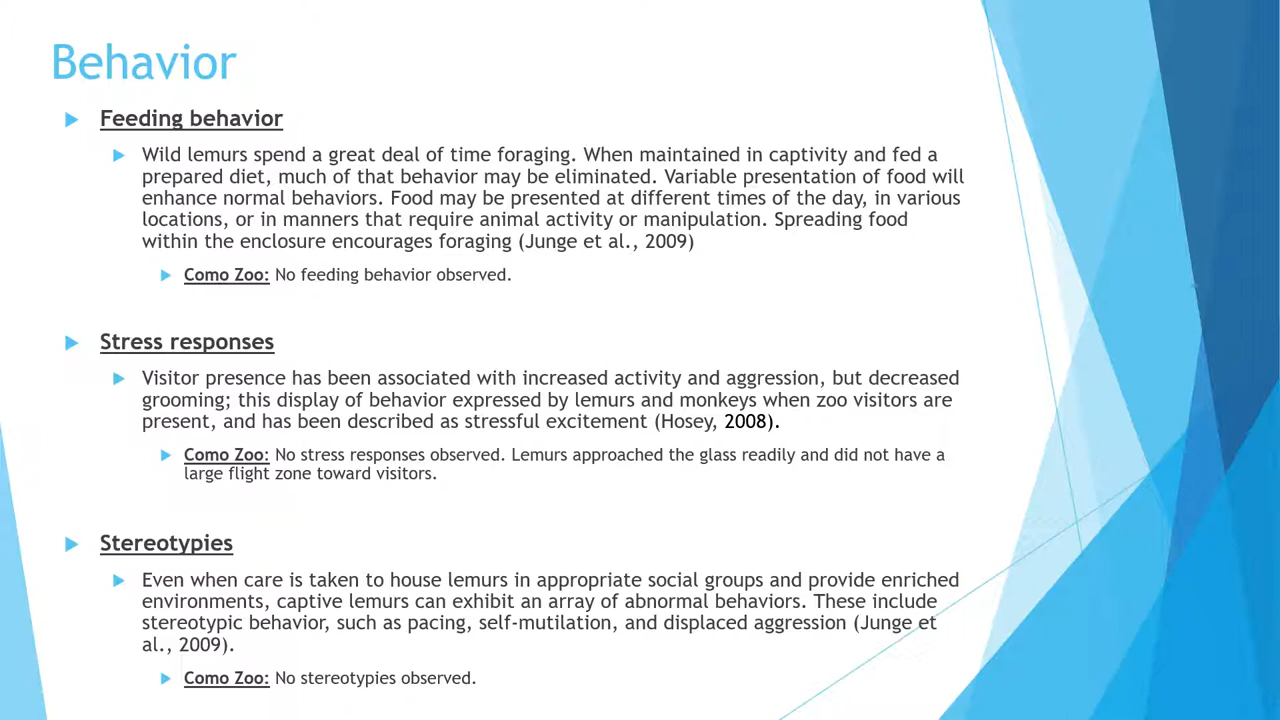 Behavior
Feeding behavior
Wild lemurs spend a great deal of time foraging. When maintained in captivity and fed a
prepared diet, much of that behavior may be eliminated. Variable presentation of food will
enhance normal behaviors. Food may be presented at different times of the day, in various
locations, or in manners that require animal activity or manipulation. Spreading food
within the enclosure encourages foraging (Junge et al., 2009)
Como Zoo: No feeding behavior observed.
Stress responses
Visitor presence has been associated with increased activity and aggression, but decreased
grooming; this display of behavior expressed by lemurs and monkeys when zoo visitors are
present, and has been described as stressful excitement (Hosey, 2008).
Como Zoo: No stress responses observed. Lemurs approached the glass readily and did not have a
large flight zone toward visitors.
Stereotypies
Even when care is taken to house lemurs in appropriate social groups and provide enriched
environments, captive lemurs can exhibit an array of abnormal behaviors. These include
stereotypic behavior, such as pacing, self-mutilation, and displaced aggression (Junge et
al., 2009).
Como Zoo: No stereotypies observed.